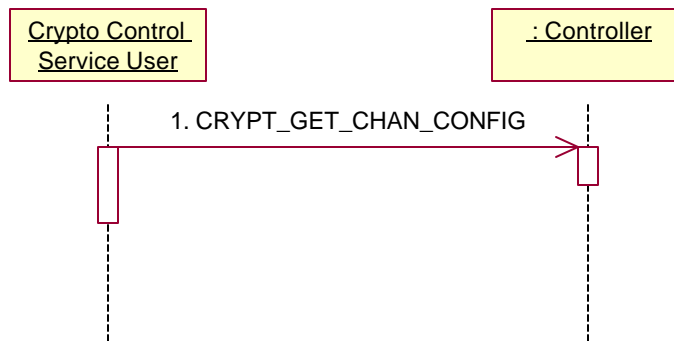 Crypto Control
Service User
: Controller
1. CRYPT_GET_CHAN_CONFIG